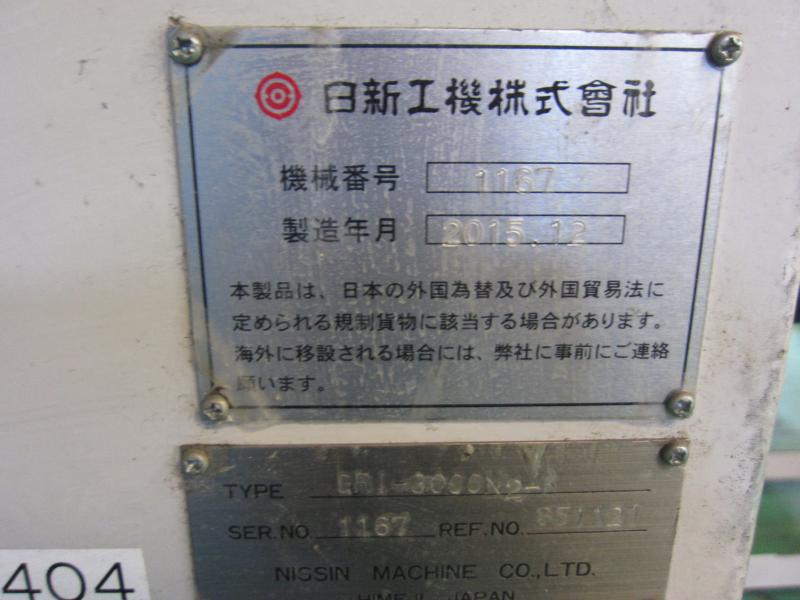 日新工機株式會社
機械番号 1167
製造年月 2015.12
本製品は、日本の外国為替及び外国貿易法に
定められる規制貨物に該当する場合があります。
海外に移設される場合には、弊社に事前にご連絡
願います。
TYPE
SER.NO. 1167 REF.NO.
NISSIN MACHINE CO.,LTD.
HIMEJI JAPAN
404